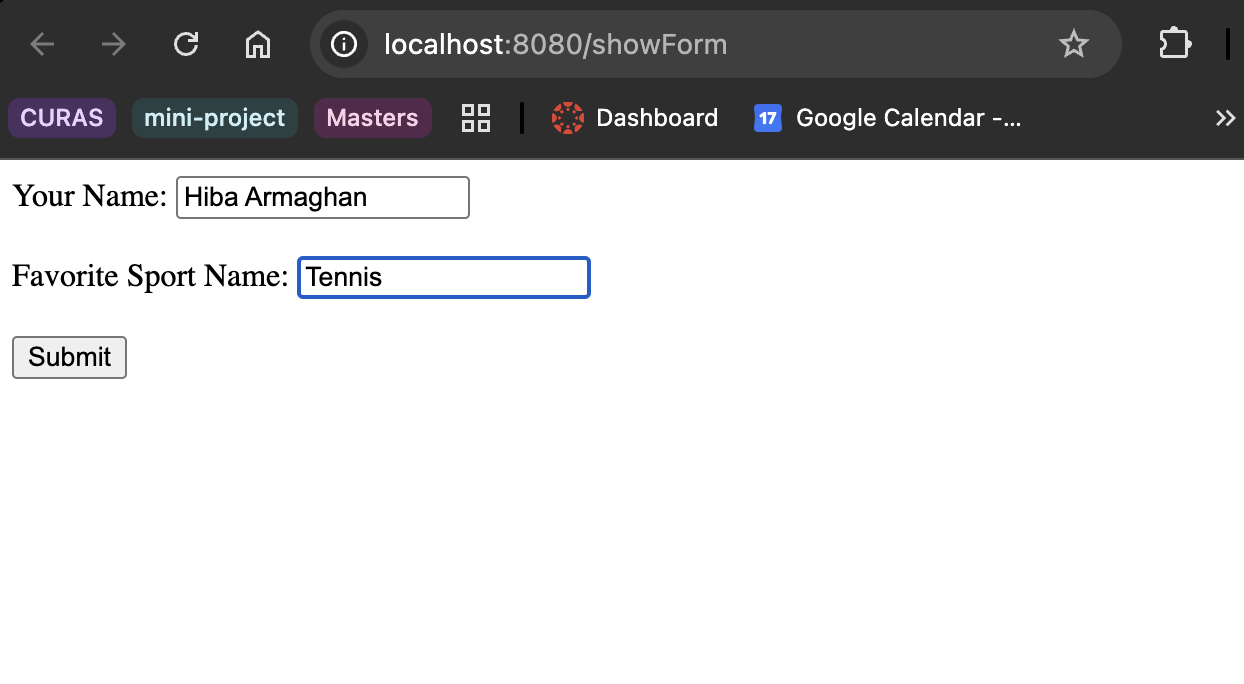 localhost:8080/showForm
CURAS mini-project Masters Dashboard 17 Google Calendar -...
Your Name: Hiba Armaghan
Favorite Sport Name: Tennis
Submit